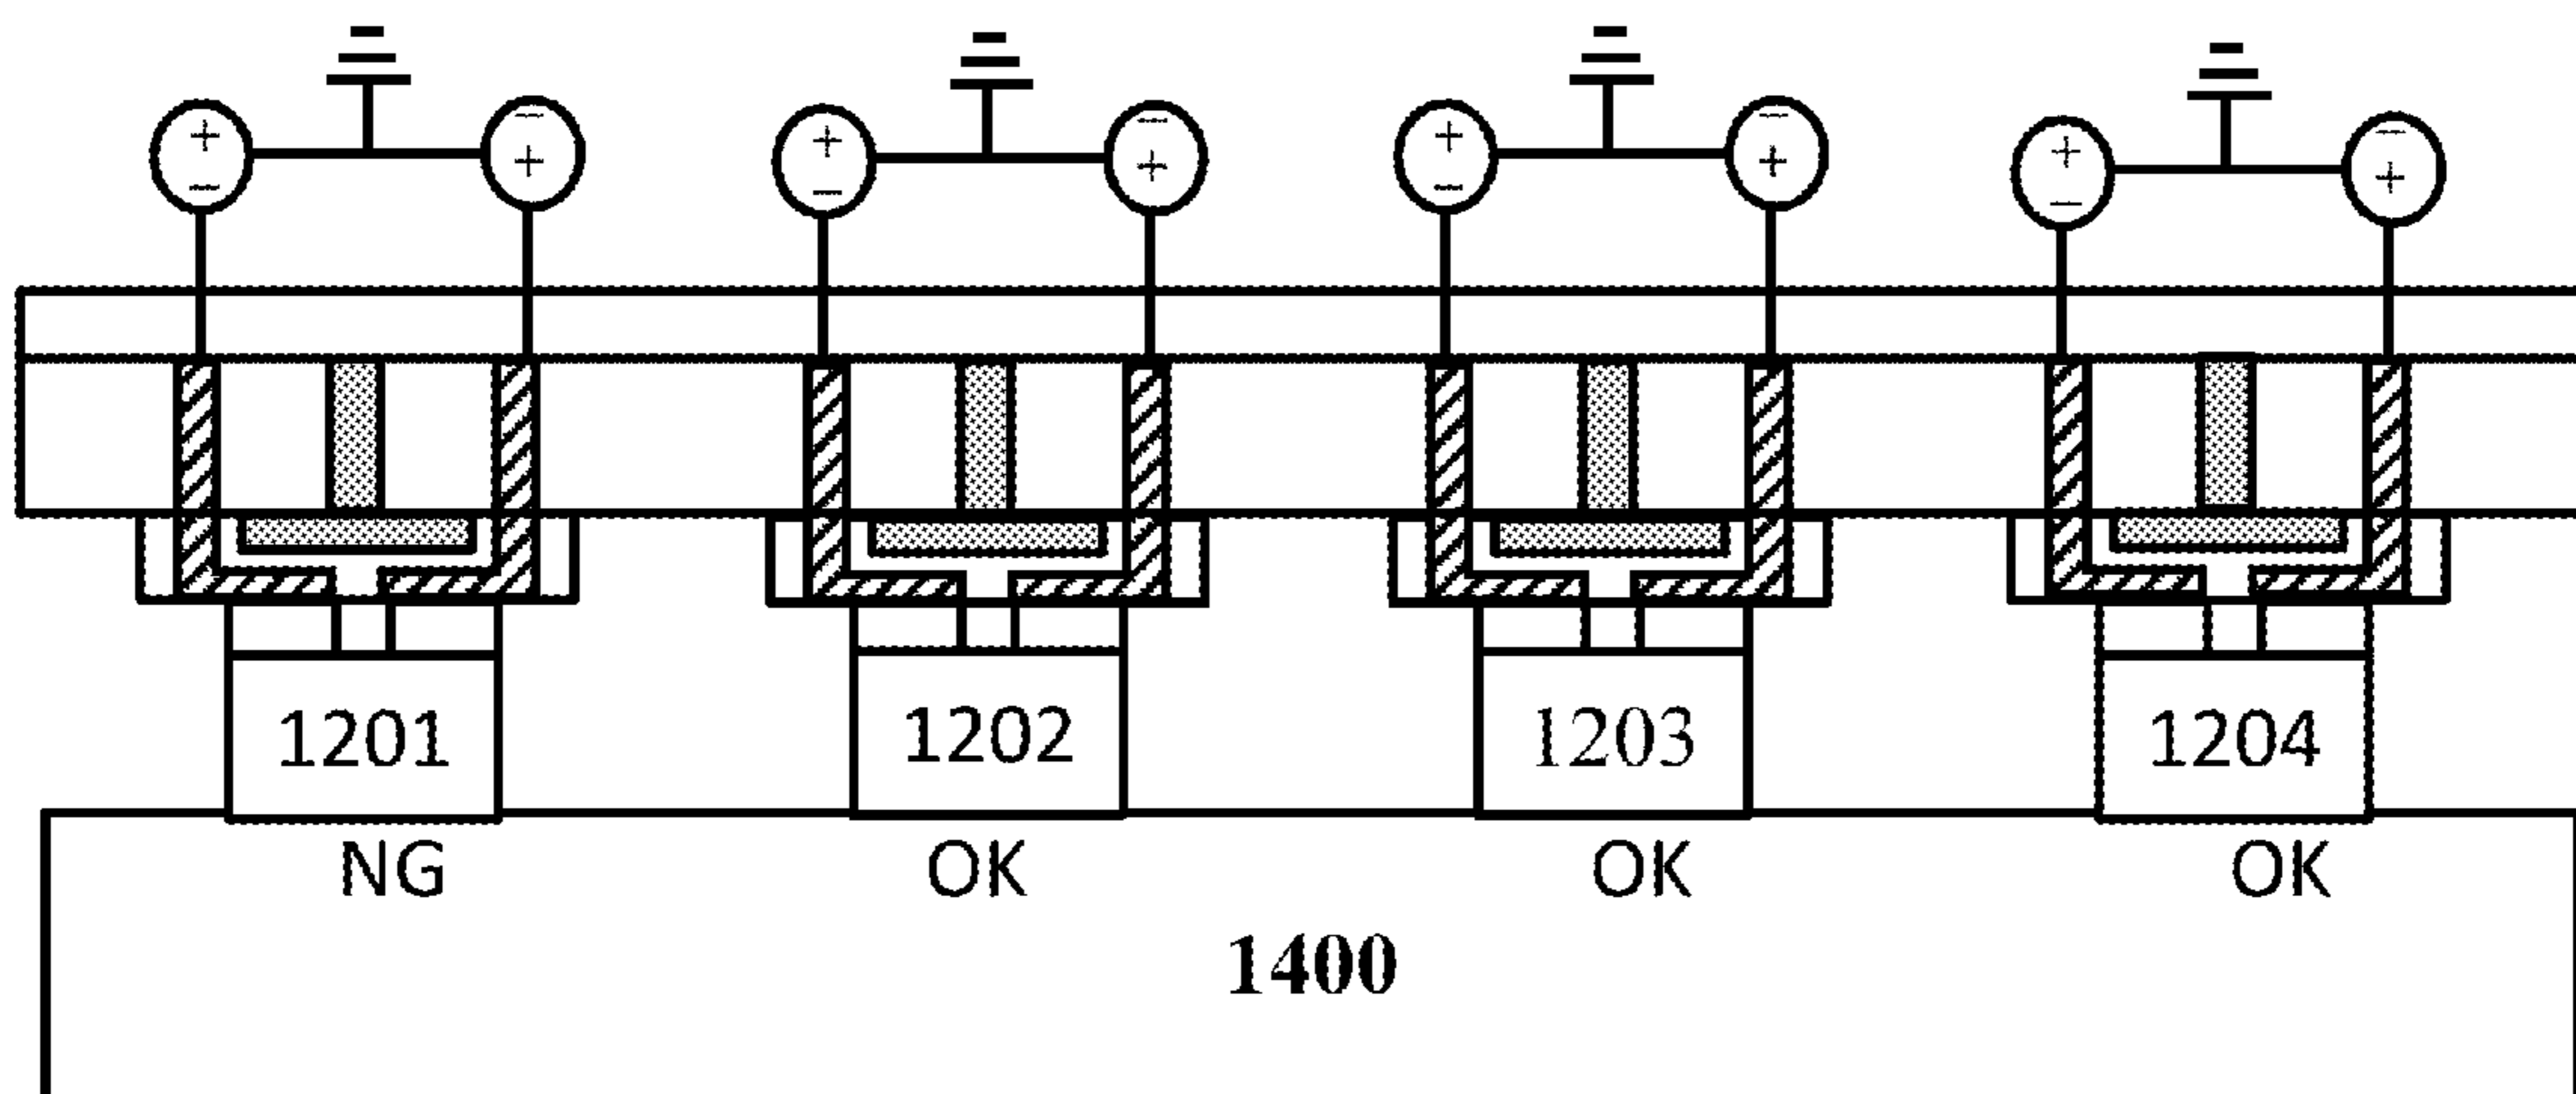 + − + − + − + −
− + − + − + − +
1201 1202 1203 1204
NG OK OK OK
1400